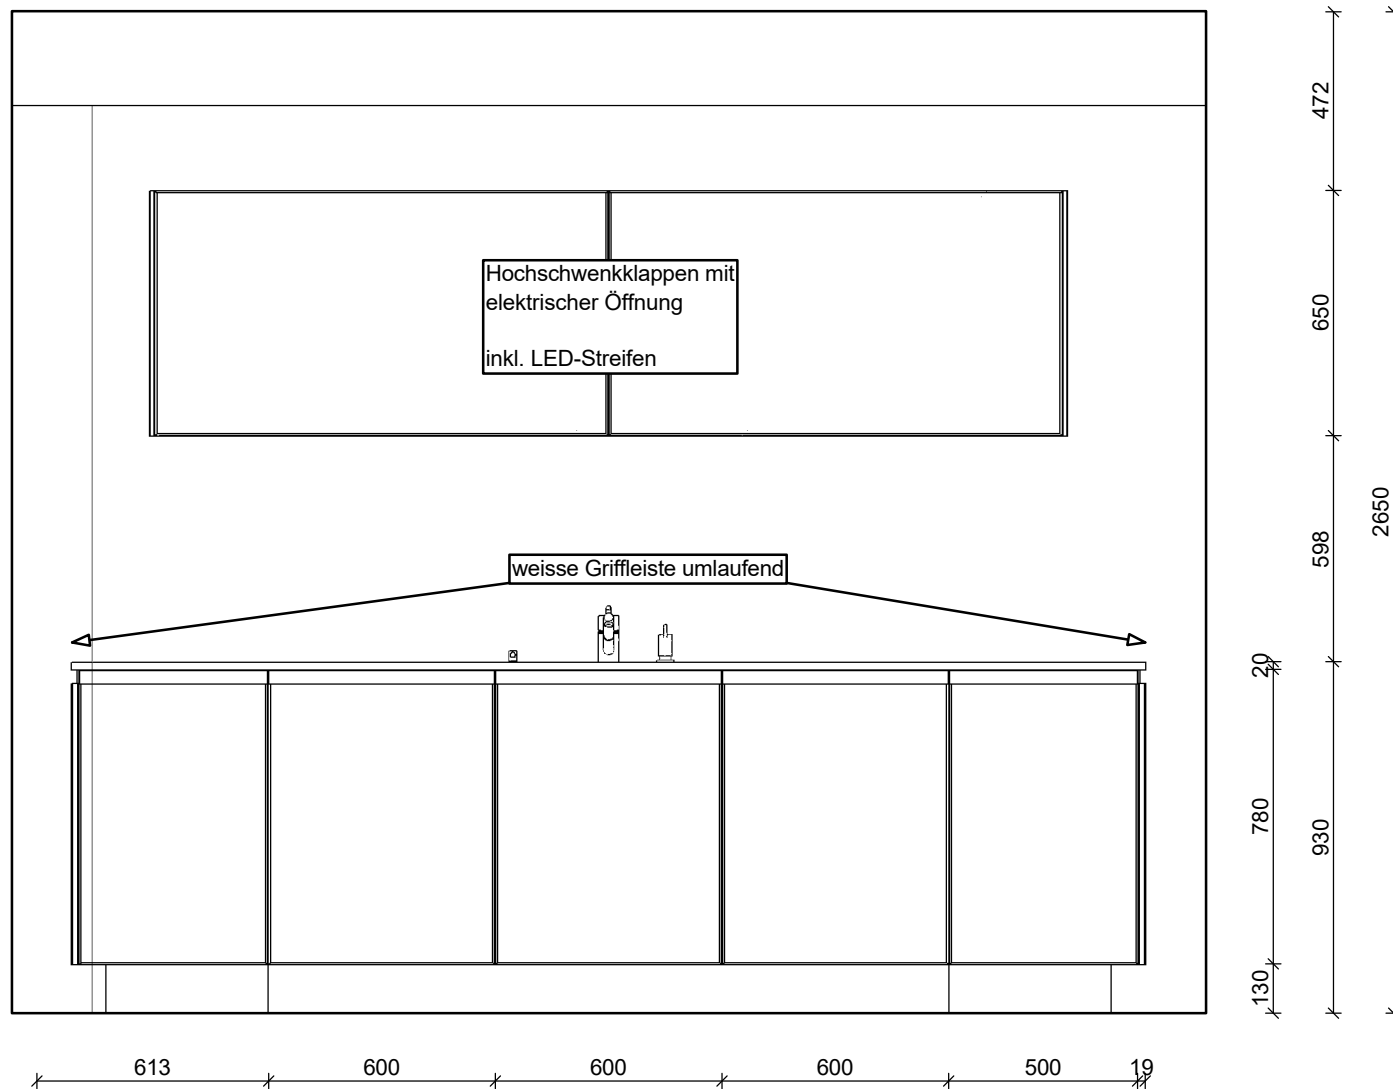 472
Hochschwenkklappen mit
elektrischer Öffnung
inkl. LED-Streifen
650
2650
weisse Griffleiste umlaufend
598
20
780
930
130
613 600 600 600 500 19